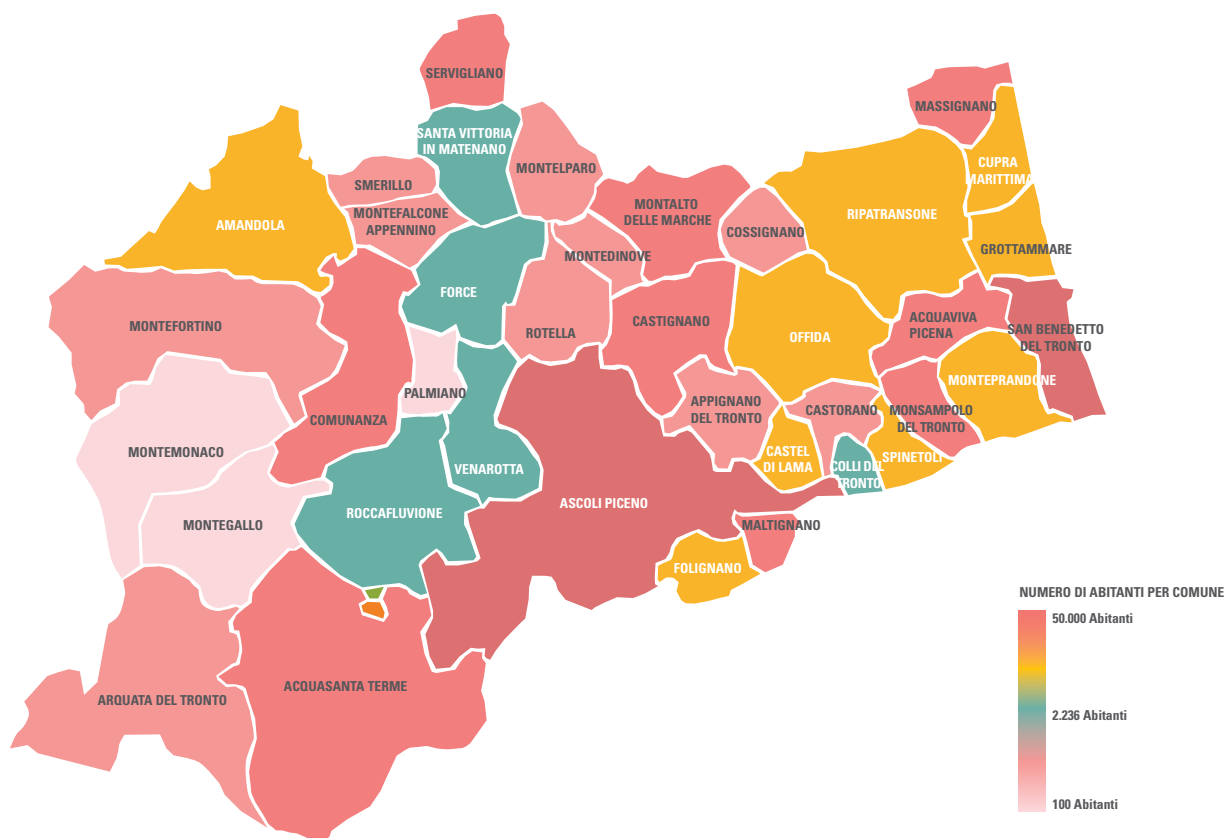 SERVIGLIANO
MASSIGNANO
SANTA VITTORIA
IN MATENANO
MONTELPARO
CUPRA
MARITTIMA
SMERILLO
MONTALTO
DELLE MARCHE
MONTEFALCONE
APPENNINO
RIPATRANSONE
AMANDOLA
COSSIGNANO
GROTTAMMARE
MONTEDINOVE
FORCE
MONTEFORTINO
ROTELLA
CASTIGNANO
OFFIDA
ACQUAVIVA
PICENA
SAN BENEDETTO
DEL TRONTO
MONTEPRANDONE
PALMIANO
APPIGNANO
DEL TRONTO
CASTORANO
MONSAMPOLO
DEL TRONTO
COMUNANZA
MONTEMONACO
CASTEL
DI LAMA
SPINETOLI
VENAROTTA
COLLI DEL
TRONTO
ASCOLI PICENO
ROCCAFLUVIONE
MONTEGALLO
MALTIGNANO
FOLIGNANO
ACQUASANTA TERME
ARQUATA DEL TRONTO
NUMERO DI ABITANTI PER COMUNE
50.000 Abitanti
2.236 Abitanti
100 Abitanti